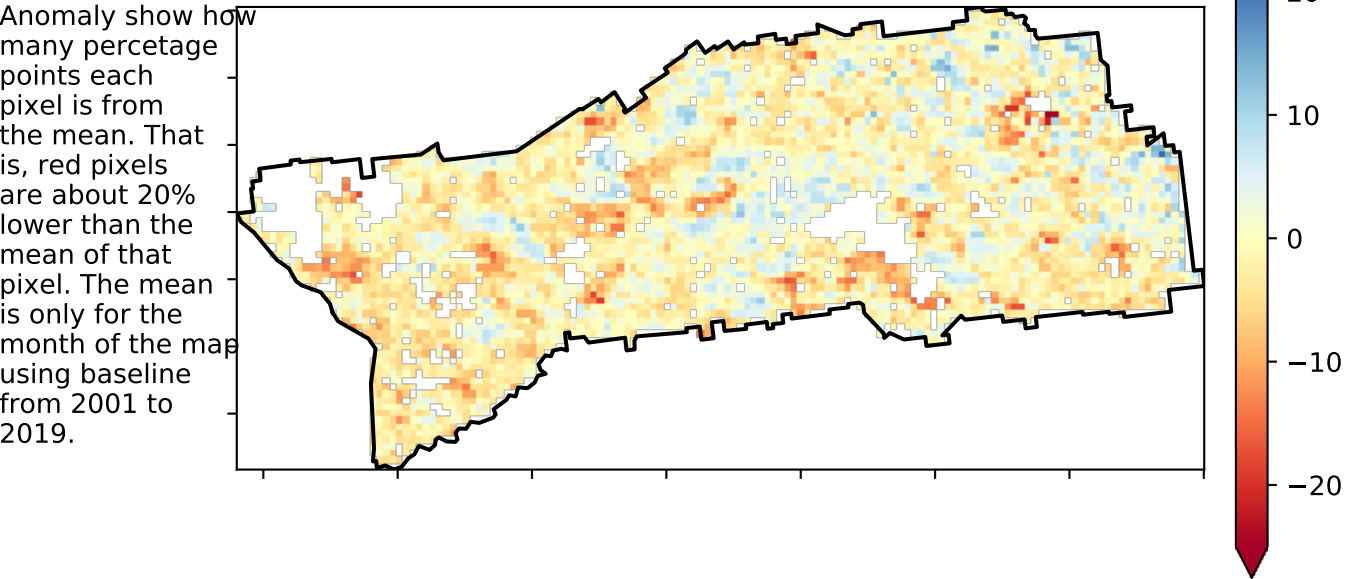 Anomaly show how
many percetage
points each
pixel is from
the mean. That
is, red pixels
are about 20%
lower than the
mean of that
pixel. The mean
is only for the
month of the map
using baseline
from 2001 to
2019.
10
0
−10
−20